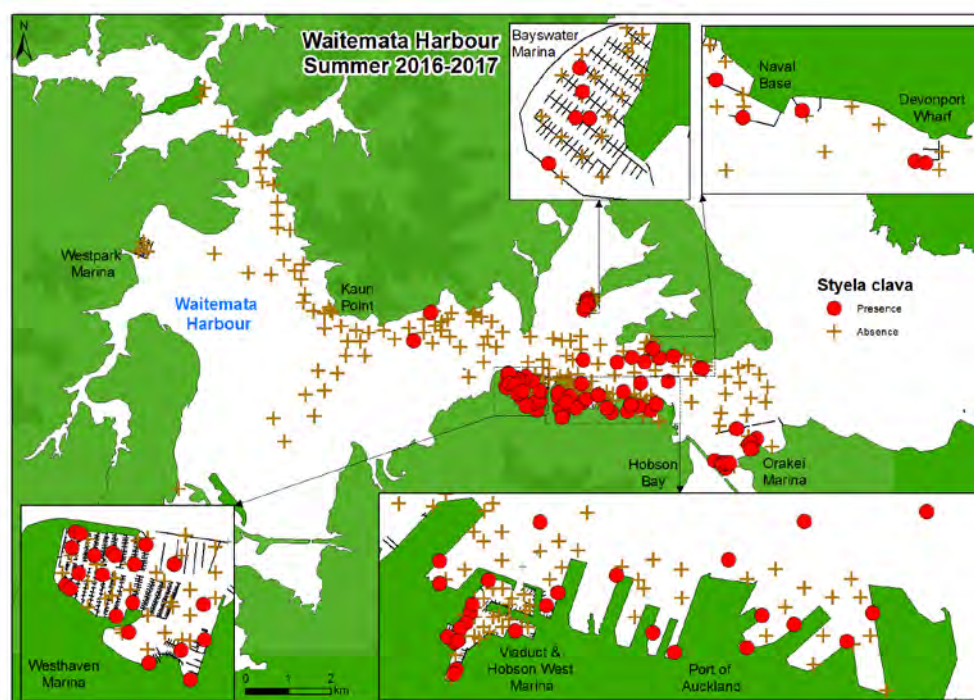 N
Waitemata Harbour
Summer 2016-2017
Bayswater
Marina
Naval
Base
Devonport
Wharf
Westpark
Marina
Kauri
Point
Waitemata
Harbour
Styela clava
Presence
Absence
Hobson
Bay
Orakei
Marina
Westhaven
Marina
0 1 2
km
Viaduct &
Hobson West
Marina
Port of
Auckland